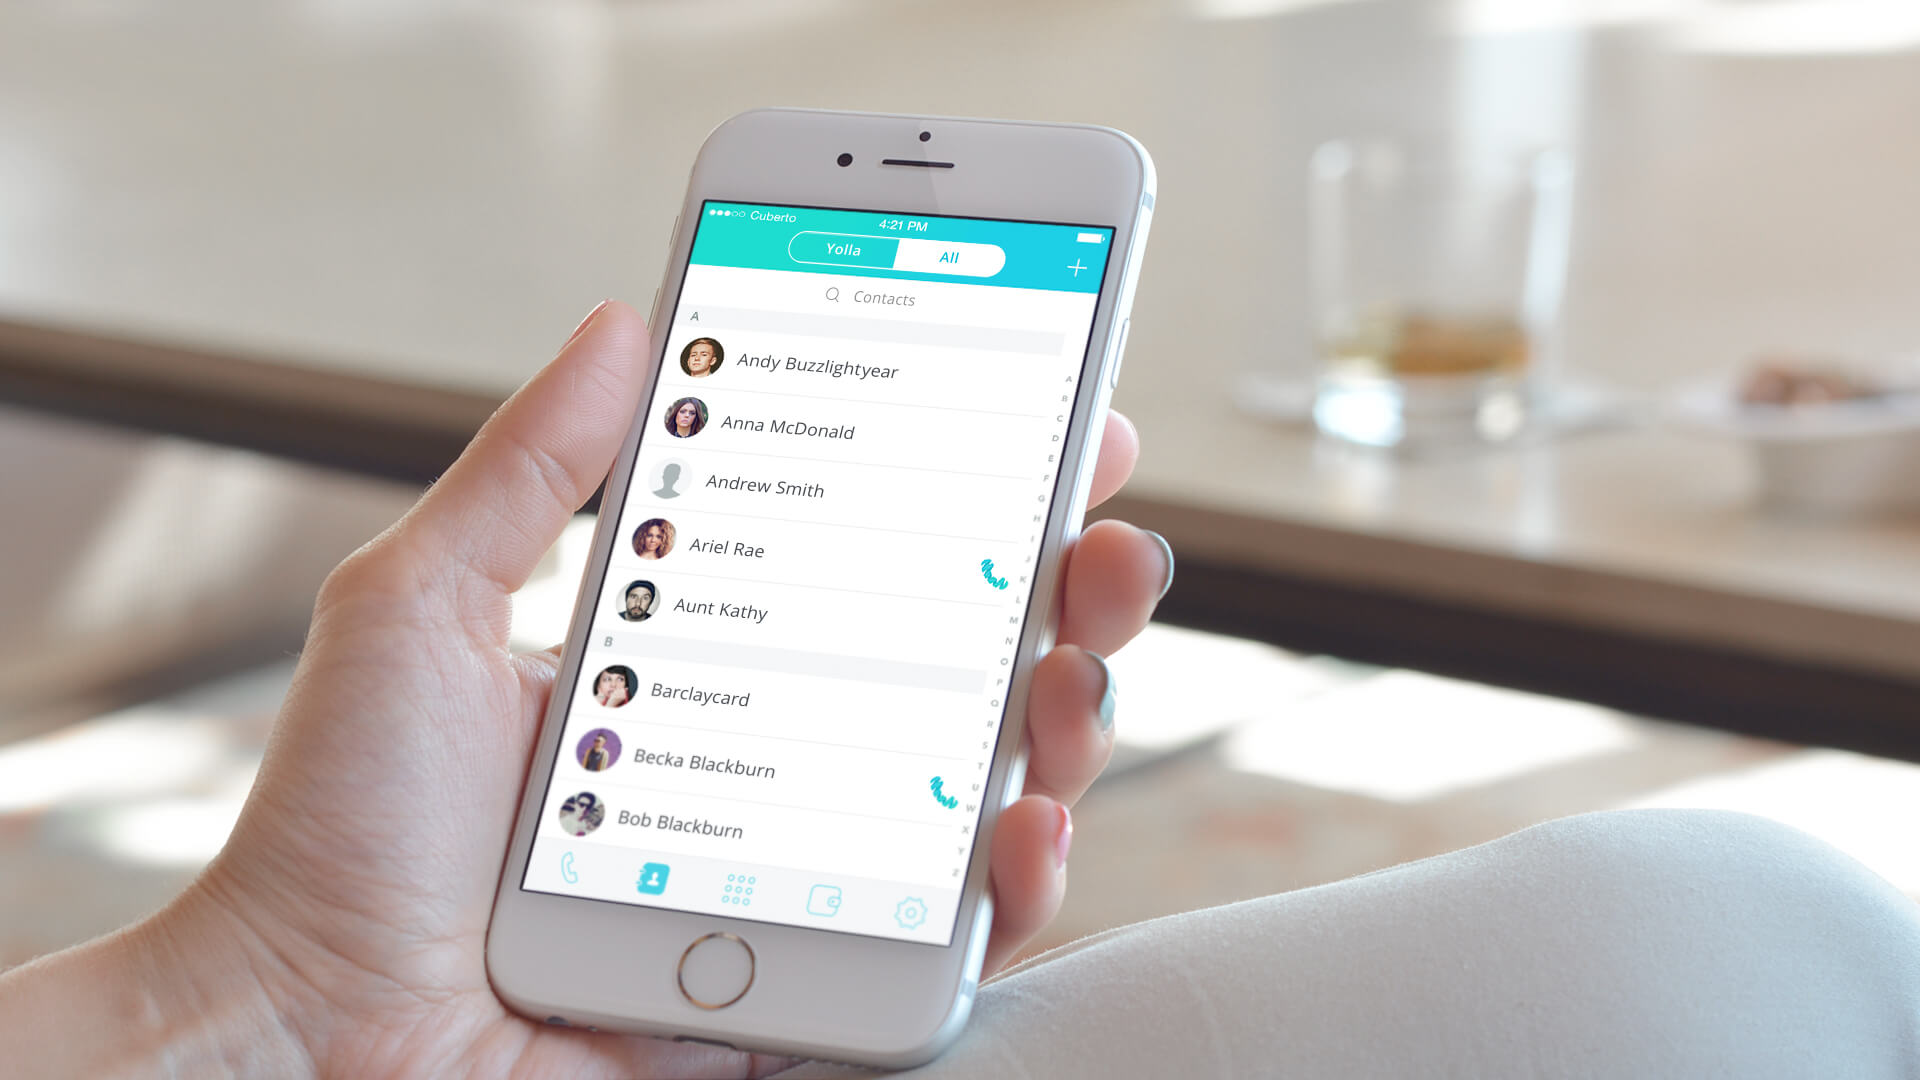 Cuberto 4:21 PM
Yolla All
Contacts
A
Andy Buzzlightyear
Anna McDonald
Andrew Smith
Ariel Rae
Aunt Kathy
B
Barclaycard
Becka Blackburn
Bob Blackburn
A
B
C
D
E
F
G
H
I
J
K
L
M
N
O
P
Q
R
S
T
U
W
X
Y
Z